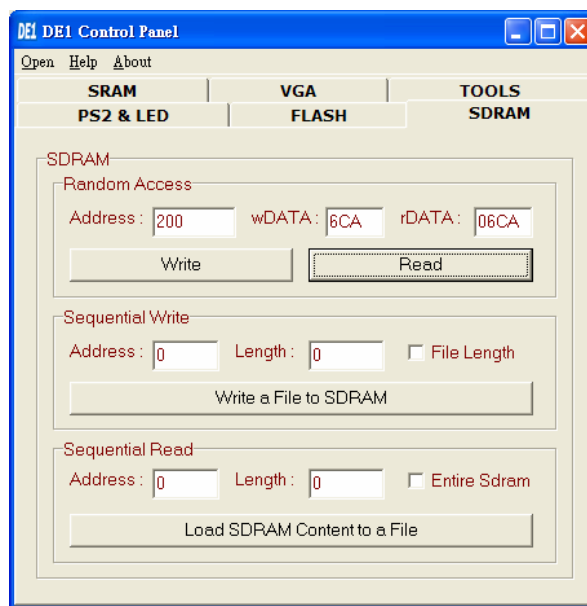 DE1 DE1 Control Panel
Open Help About
SRAM VGA TOOLS
PS2 & LED FLASH SDRAM
SDRAM
Random Access
Address : 200 wDATA : 6CA rDATA : 06CA
Write Read
Sequential Write
Address : 0 Length : 0 File Length
Write a File to SDRAM
Sequential Read
Address : 0 Length : 0 Entire Sdram
Load SDRAM Content to a File